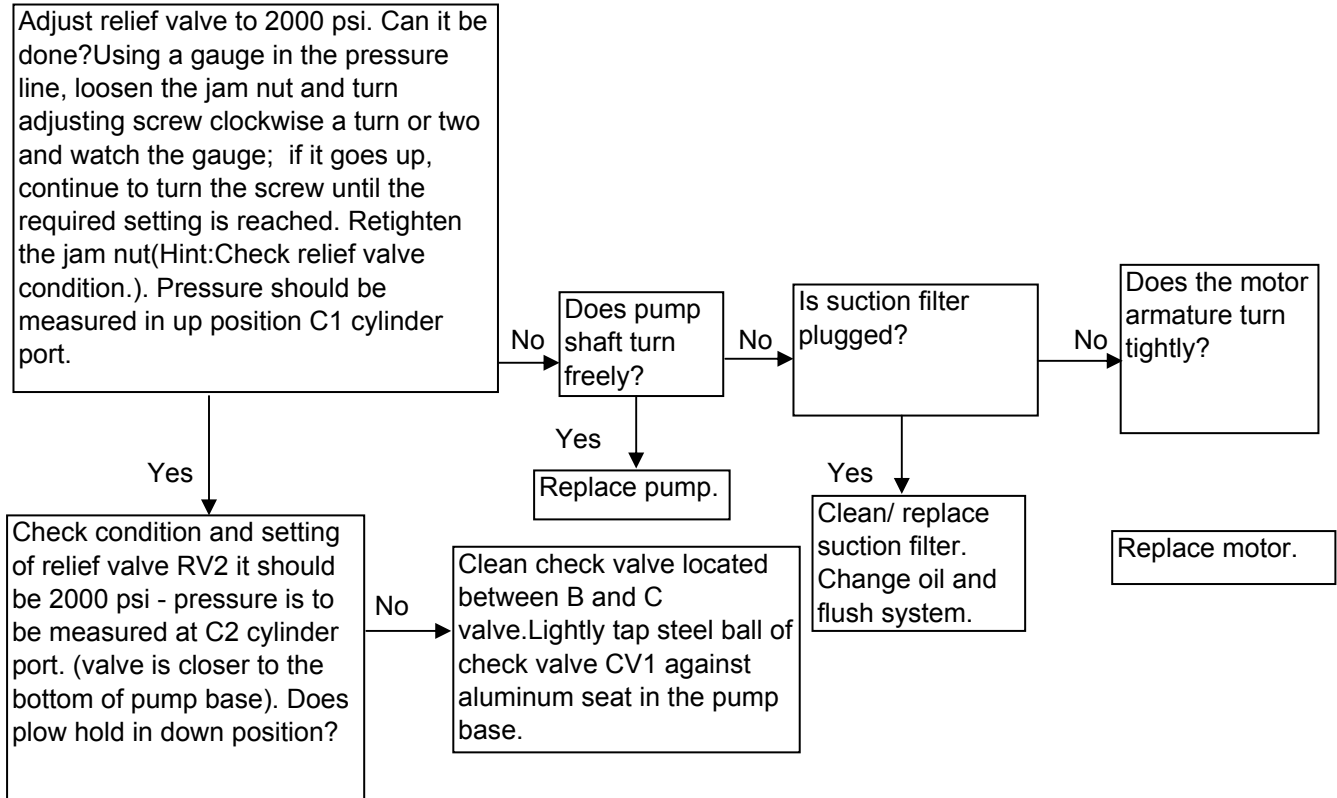 Adjust relief valve to 2000 psi. Can it be
done?Using a gauge in the pressure
line, loosen the jam nut and turn
adjusting screw clockwise a turn or two
and watch the gauge;  if it goes up,
continue to turn the screw until the
required setting is reached. Retighten
the jam nut(Hint:Check relief valve
condition.). Pressure should be
measured in up position C1 cylinder
port.
No
Does pump
shaft turn
freely?
No
Is suction filter
plugged?
No
Does the motor
armature turn
tightly?
Yes
Yes
Replace pump.
Yes
Clean/ replace
suction filter.
Change oil and
flush system.
Replace motor.
Check condition and setting
of relief valve RV2 it should
be 2000 psi - pressure is to
be measured at C2 cylinder
port. (valve is closer to the
bottom of pump base). Does
plow hold in down position?
No
Clean check valve located
between B and C
valve.Lightly tap steel ball of
check valve CV1 against
aluminum seat in the pump
base.